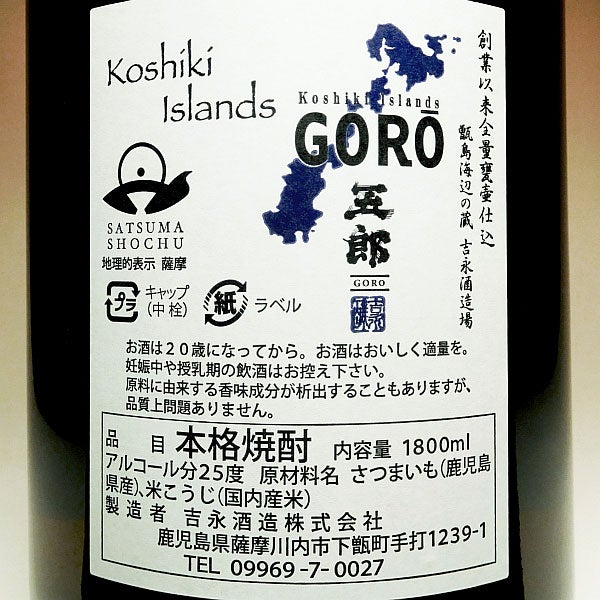 Koshiki
Islands
Koshiki Islands
GORŌ
五郎
GORO
創業以来全量甕壷仕込
甑島海辺の蔵 吉永酒造場
SATSUMA
SHOCHU
地理的表示 薩摩
プラ
キャップ
(中 栓)
紙
ラベル
お酒は20歳になってから。お酒はおいしく適量を。
妊娠中や授乳期の飲酒はお控え下さい。
原料に由来する香味成分が析出することもありますが、
品質上問題ありません。
品 目 本格焼酎 内容量 1800ml
アルコール分25度 原材料名 さつまいも(鹿児島
県産)、米こうじ(国内産米)
製造者 吉永酒造株式会社
鹿児島県薩摩川内市下甑町手打1239-1
TEL 09969-7-0027